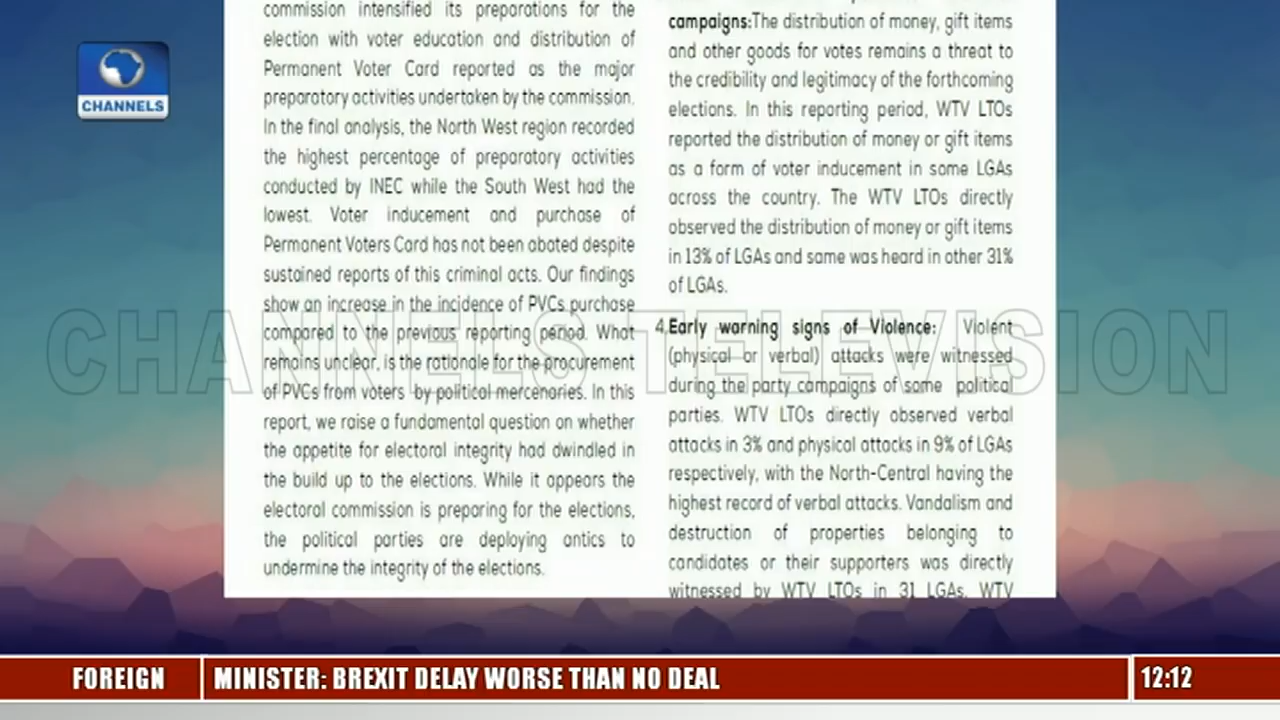 commission intensified its preparations for the
election with voter education and distribution of
Permanent Voter Card reported as the major
preparatory activities undertaken by the commission.
In the final analysis, the North West region recorded
the highest percentage of preparatory activities
conducted by INEC while the South West had the
lowest. Voter inducement and purchase of
Permanent Voters Card has not been abated despite
sustained reports of this criminal acts. Our findings
show an increase in the incidence of PVCs purchase
compared to the previous reporting period. What
remains unclear, is the rationale for the procurement
of PVCs from voters by political mercenaries. In this
report, we raise a fundamental question on whether
the appetite for electoral integrity had dwindled in
the build up to the elections. While it appears the
electoral commission is preparing for the elections,
the political parties are deploying antics to
undermine the integrity of the elections.
campaigns:The distribution of money, gift items
and other goods for votes remains a threat to
the credibility and legitimacy of the forthcoming
elections. In this reporting period, WTV LTOs
reported the distribution of money or gift items
as a form of voter inducement in some LGAs
across the country. The WTV LTOs directly
observed the distribution of money or gift items
in 13% of LGAs and same was heard in other 31%
of LGAs.
4.Early warning signs of Violence: Violent
(physical or verbal) attacks were witnessed
during the party campaigns of some political
parties. WTV LTOs directly observed verbal
attacks in 3% and physical attacks in 9% of LGAs
respectively, with the North-Central having the
highest record of verbal attacks. Vandalism and
destruction of properties belonging to
candidates or their supporters was directly
witnessed by WTV LTOs in 31 LGAs. WTV
CHANNELS
CHANNELS TELEVISION
FOREIGN
MINISTER: BREXIT DELAY WORSE THAN NO DEAL
12:12